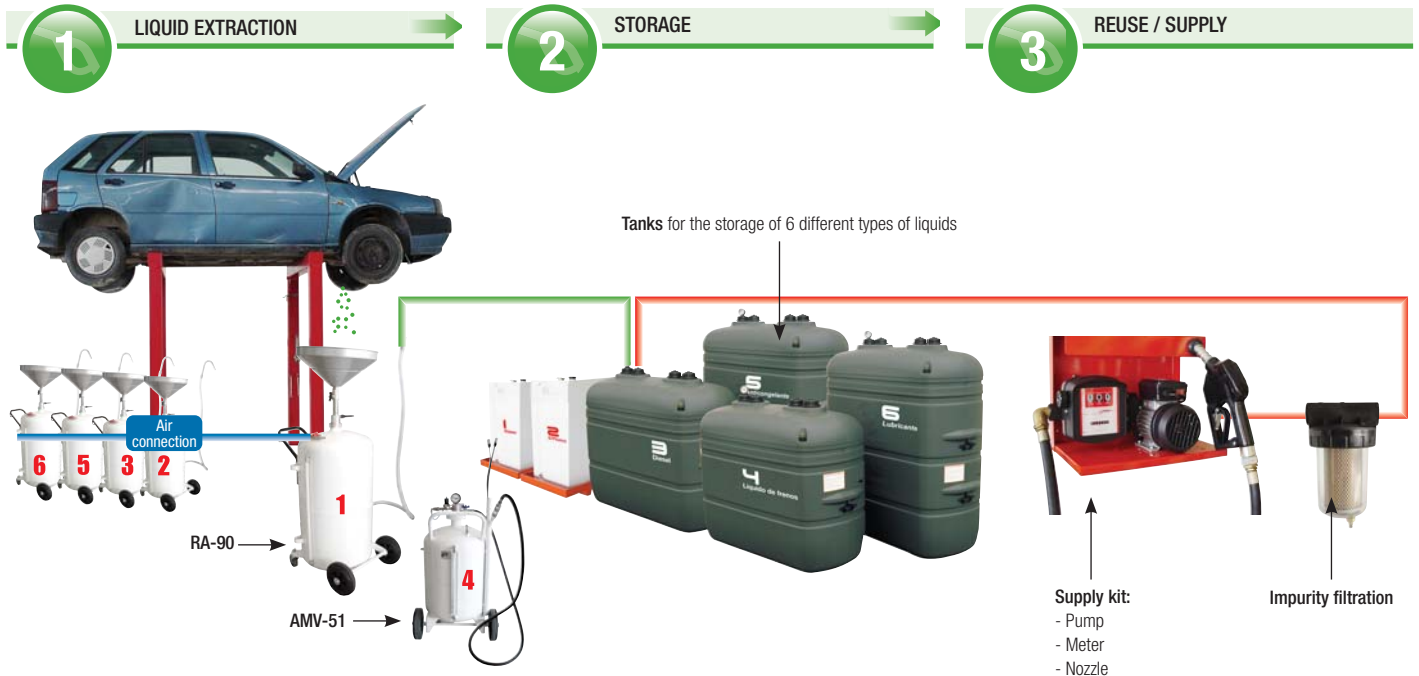 1
LIQUID EXTRACTION
2
STORAGE
3
REUSE / SUPPLY
Tanks for the storage of 6 different types of liquids
Air
connection
6
5
3
2
1
RA-90
4
AMV-51
1
2
3
Diesel
4
Líquido de frenos
5
6
Lubricante
Supply kit:
- Pump
- Meter
- Nozzle
Impurity filtration